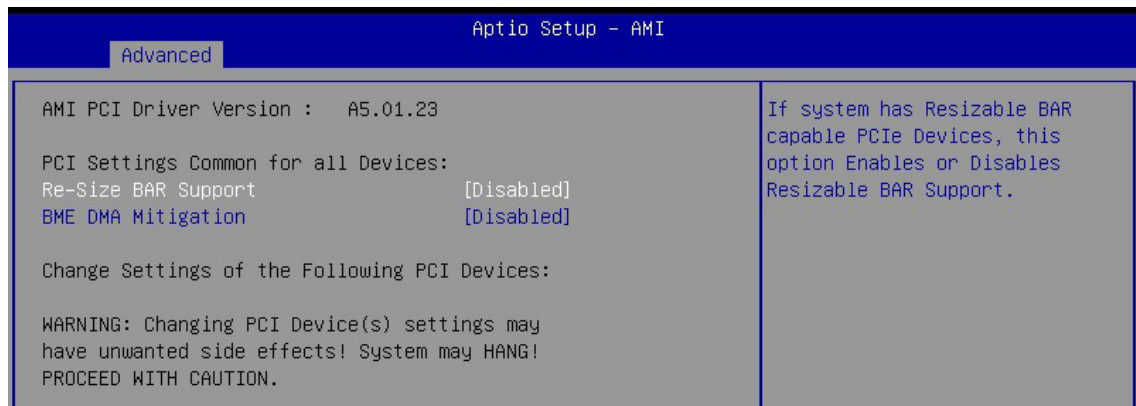 Aptio Setup - AMI
Advanced
AMI PCI Driver Version :   A5.01.23
PCI Settings Common for all Devices:
Re-Size BAR Support [Disabled]
BME DMA Mitigation [Disabled]
Change Settings of the Following PCI Devices:
WARNING: Changing PCI Device(s) settings may
have unwanted side effects! System may HANG!
PROCEED WITH CAUTION.
If system has Resizable BAR
capable PCIe Devices, this
option Enables or Disables
Resizable BAR Support.